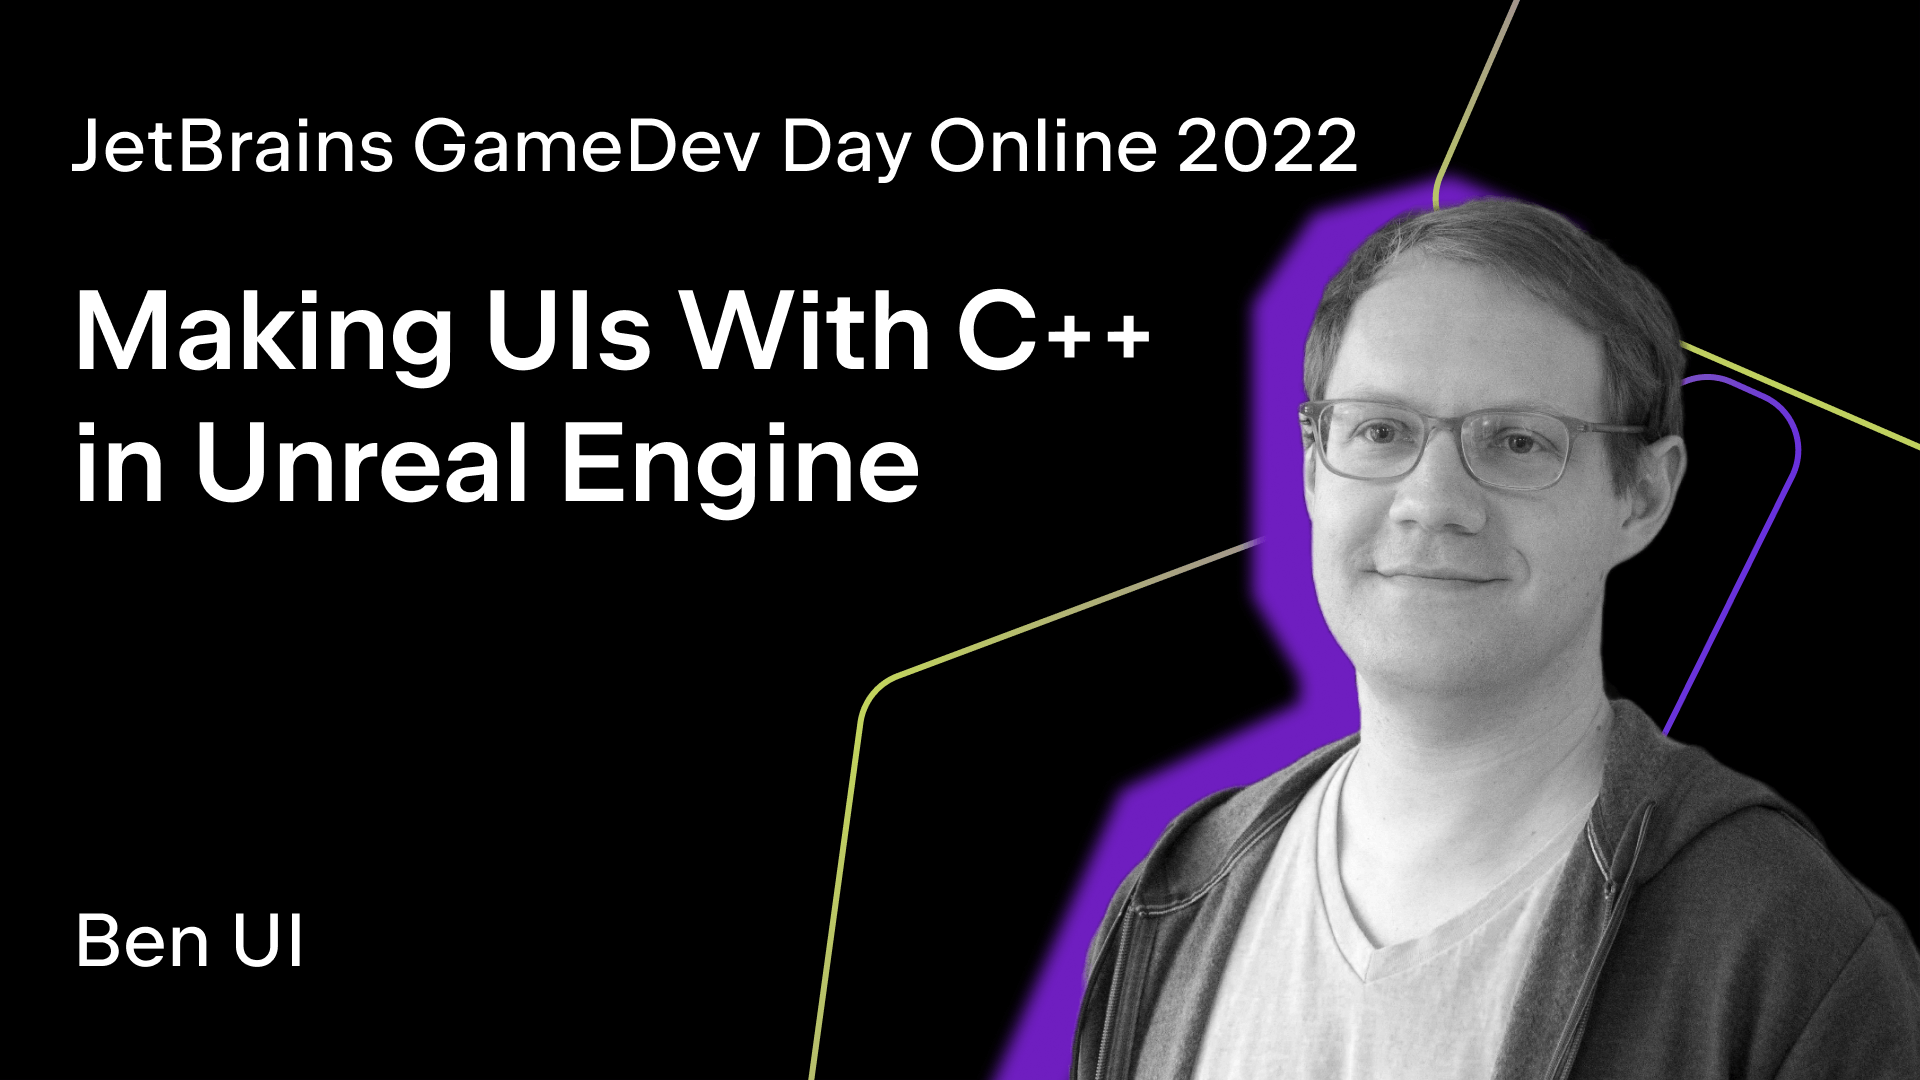 JetBrains GameDev Day Online 2022
Making UIs With C++
in Unreal Engine
Ben UI